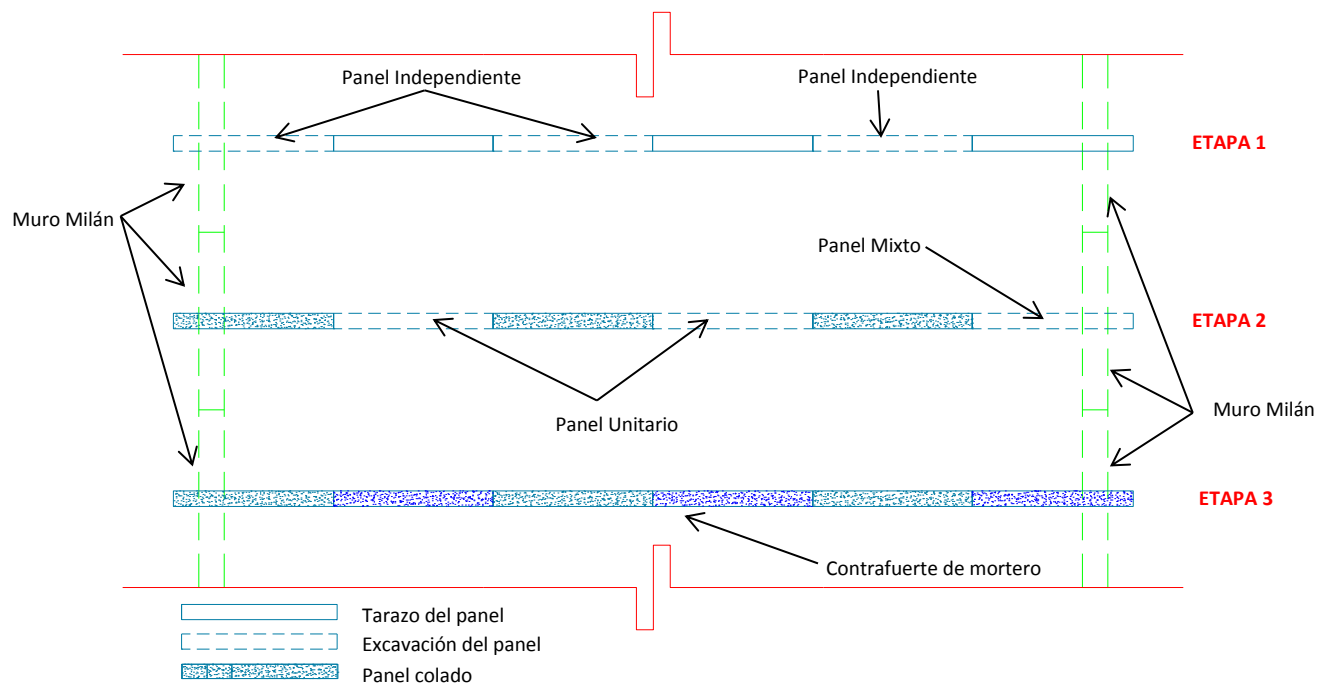 Panel Independiente
Panel Independiente
ETAPA 1
Muro Milán
Panel Mixto
ETAPA 2
Panel Unitario
Muro Milán
ETAPA 3
Contrafuerte de mortero
Tarazo del panel
Excavación del panel
Panel colado